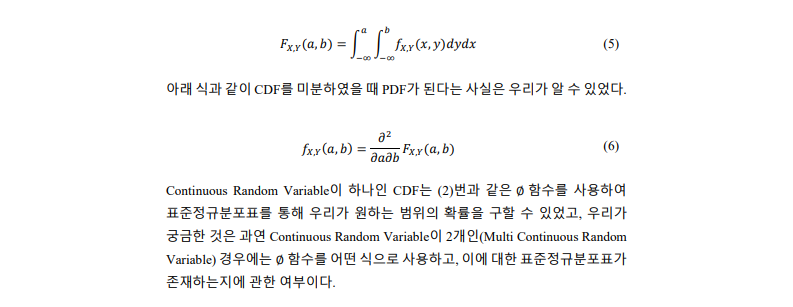 F_{X,Y}(a, b) = ∫_{−∞}^{a} ∫_{−∞}^{b} f_{X,Y}(x, y)dydx (5)
아래 식과 같이 CDF를 미분하였을 때 PDF가 된다는 사실은 우리가 알 수 있었다.
f_{X,Y}(a, b) = ∂²/∂a∂b F_{X,Y}(a, b) (6)
Continuous Random Variable이 하나인 CDF는 (2)번과 같은 ∅ 함수를 사용하여
표준정규분포표를 통해 우리가 원하는 범위의 확률을 구할 수 있었고, 우리가
궁금한 것은 과연 Continuous Random Variable이 2개인(Multi Continuous Random
Variable) 경우에는 ∅ 함수를 어떤 식으로 사용하고, 이에 대한 표준정규분포표가
존재하는지에 관한 여부이다.